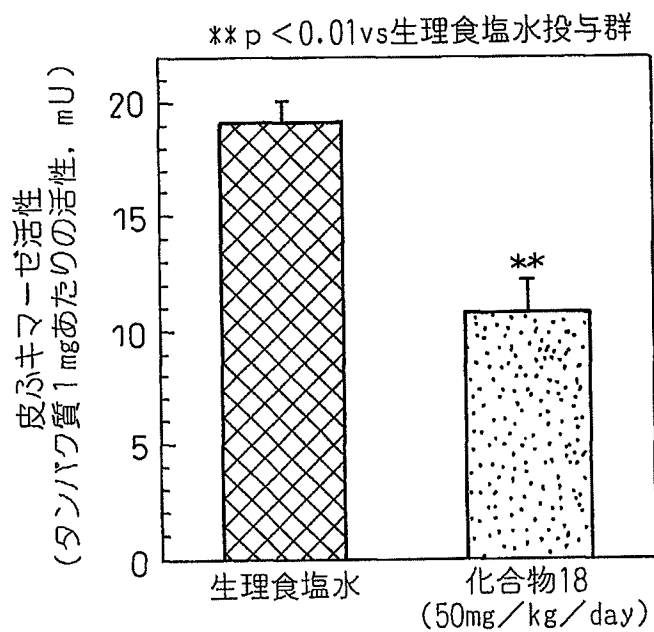 **p<0.01vs生理食塩水投与群
皮ふキマーゼ活性
(タンパク質1mgあたりの活性, mU)
20
15
10
5
0
**
生理食塩水
化合物18
(50mg/kg/day)